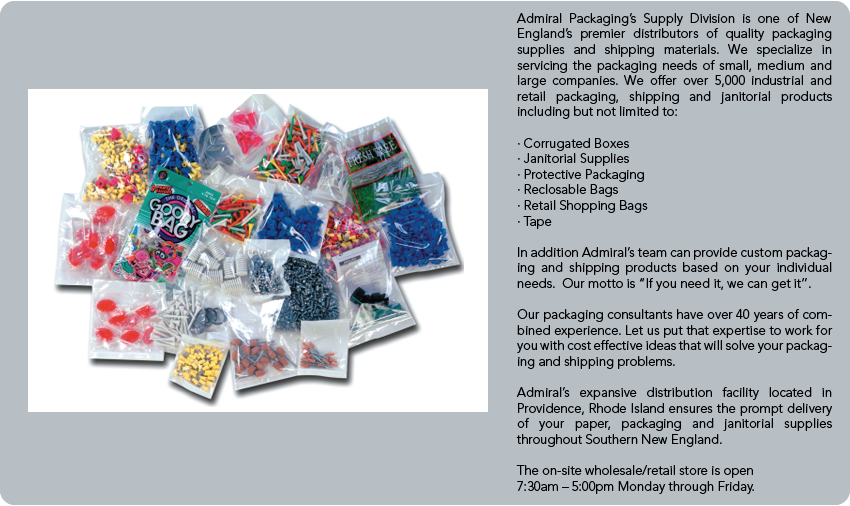 Admiral Packaging's Supply Division is one of New
England's premier distributors of quality packaging
supplies and shipping materials. We specialize in
servicing the packaging needs of small, medium and
large companies. We offer over 5,000 industrial and
retail packaging, shipping and janitorial products
including but not limited to:
· Corrugated Boxes
· Janitorial Supplies
· Protective Packaging
· Reclosable Bags
· Retail Shopping Bags
· Tape
In addition Admiral's team can provide custom packag-
ing and shipping products based on your individual
needs.  Our motto is "If you need it, we can get it".
Our packaging consultants have over 40 years of com-
bined experience. Let us put that expertise to work for
you with cost effective ideas that will solve your packag-
ing and shipping problems.
Admiral's expansive distribution facility located in
Providence, Rhode Island ensures the prompt delivery
of your paper, packaging and janitorial supplies
throughout Southern New England.
The on-site wholesale/retail store is open
7:30am – 5:00pm Monday through Friday.
GOODY
BAG